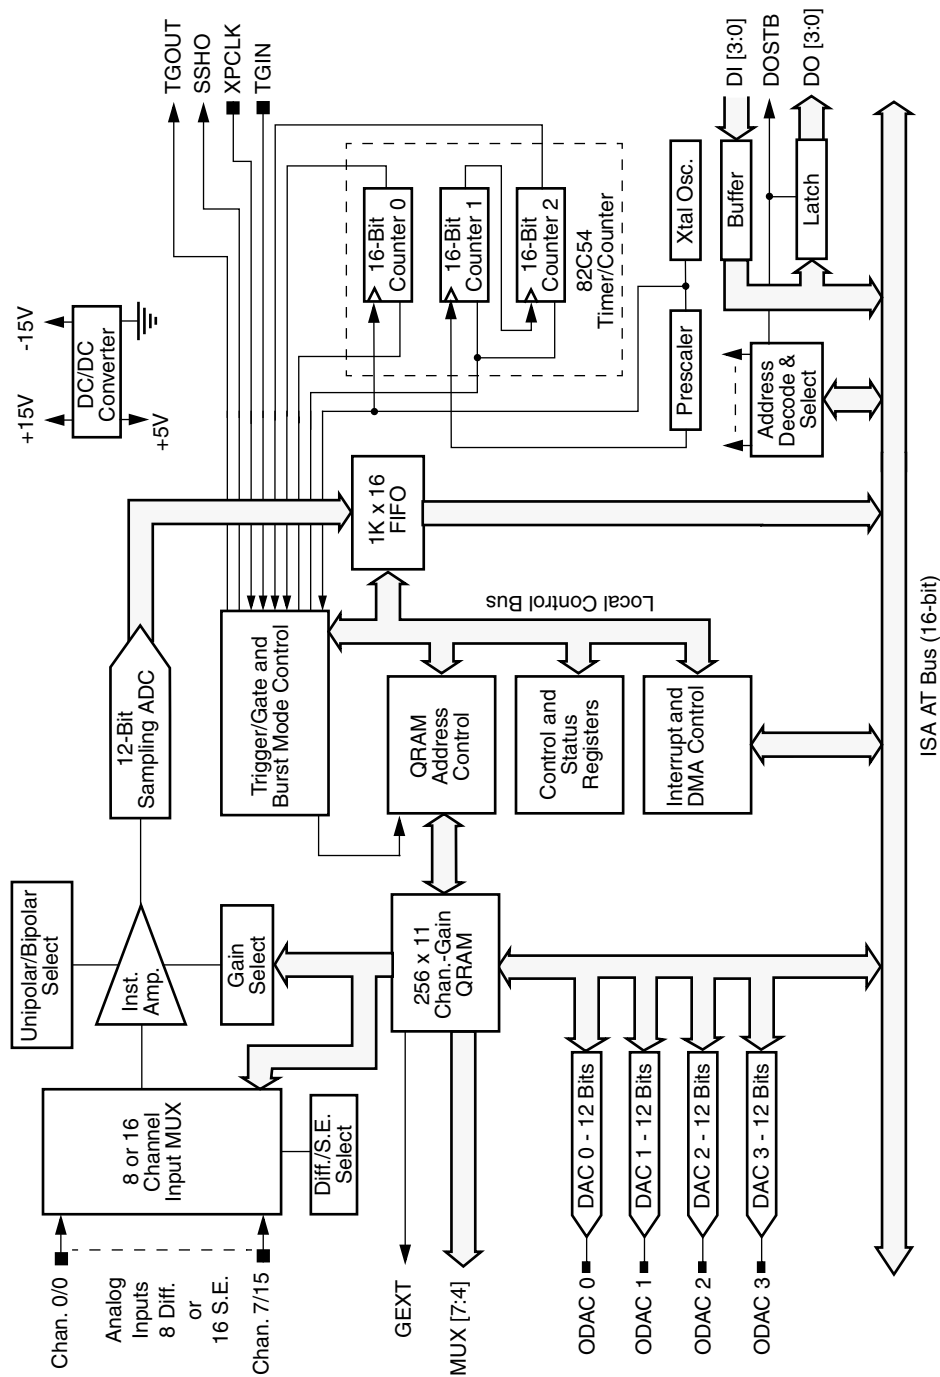 Chan. 0/0
Analog
Inputs
8 Diff.
or
16 S.E.
Chan. 7/15
8 or 16
Channel
Input MUX
Diff./S.E.
Select
Unipolar/Bipolar
Select
Inst.
Amp.
Gain
Select
12-Bit
Sampling ADC
+15V
-15V
DC/DC
Converter
+5V
TGOUT
SSHO
XPCLK
TGIN
Trigger/Gate and
Burst Mode Control
1K x 16
FIFO
16-Bit
Counter 0
16-Bit
Counter 1
16-Bit
Counter 2
82C54
Timer/Counter
GEXT
MUX [7:4]
256 x 11
Chan.-Gain
QRAM
QRAM
Address
Control
Local Control Bus
Control and
Status
Registers
Interrupt and
DMA Control
Prescaler
Xtal Osc.
Buffer
Latch
Address
Decode &
Select
DI [3:0]
DOSTB
DO [3:0]
ODAC 0
DAC 0 - 12 Bits
ODAC 1
DAC 1 - 12 Bits
ODAC 2
DAC 2 - 12 Bits
ODAC 3
DAC 3 - 12 Bits
ISA AT Bus (16-bit)